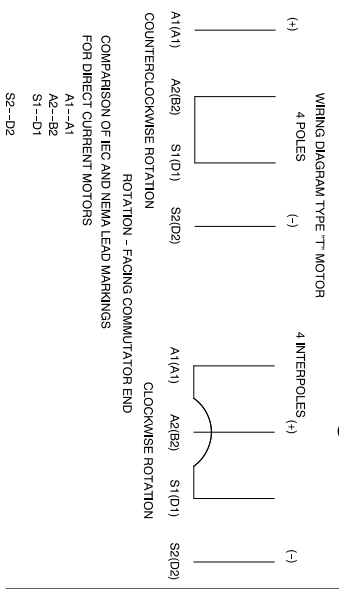 WIRING DIAGRAM TYPE "T" MOTOR
4 POLES
4 INTERPOLES
(+)
(-)
(+)
(-)
A1(A1)
A2(B2)
S1(D1)
S2(D2)
A1(A1)
A2(B2)
S1(D1)
S2(D2)
COUNTERCLOCKWISE ROTATION
CLOCKWISE ROTATION
ROTATION - FACING COMMUTATOR END
COMPARISON OF IEC AND NEMA LEAD MARKINGS
FOR DIRECT CURRENT MOTORS
A1--A1
A2--B2
S1--D1
S2--D2